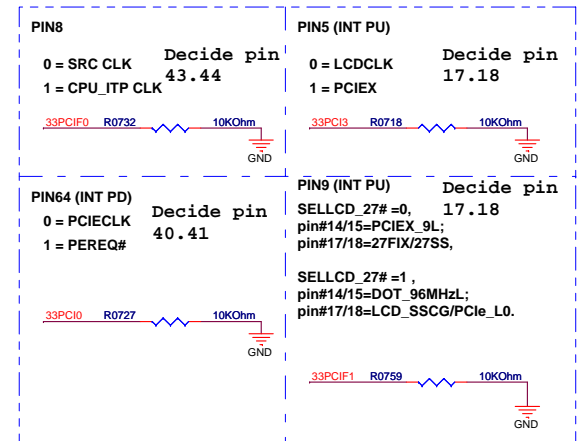 PIN8
Decide pin
43.44
0 = SRC CLK
1 = CPU_ITP CLK
33PCIF0 R0732 10KOhm
GND
PIN5 (INT PU)
Decide pin
17.18
0 = LCDCLK
1 = PCIEX
33PCI3 R0718 10KOhm
GND
PIN64 (INT PD)
Decide pin
40.41
0 = PCIECLK
1 = PEREQ#
33PCI0 R0727 10KOhm
GND
PIN9 (INT PU)
Decide pin
17.18
SELLCD_27# =0,
pin#14/15=PCIEX_9L;
pin#17/18=27FIX/27SS,
SELLCD_27# =1 ,
pin#14/15=DOT_96MHzL;
pin#17/18=LCD_SSCG/PCIe_L0.
33PCIF1 R0759 10KOhm
GND